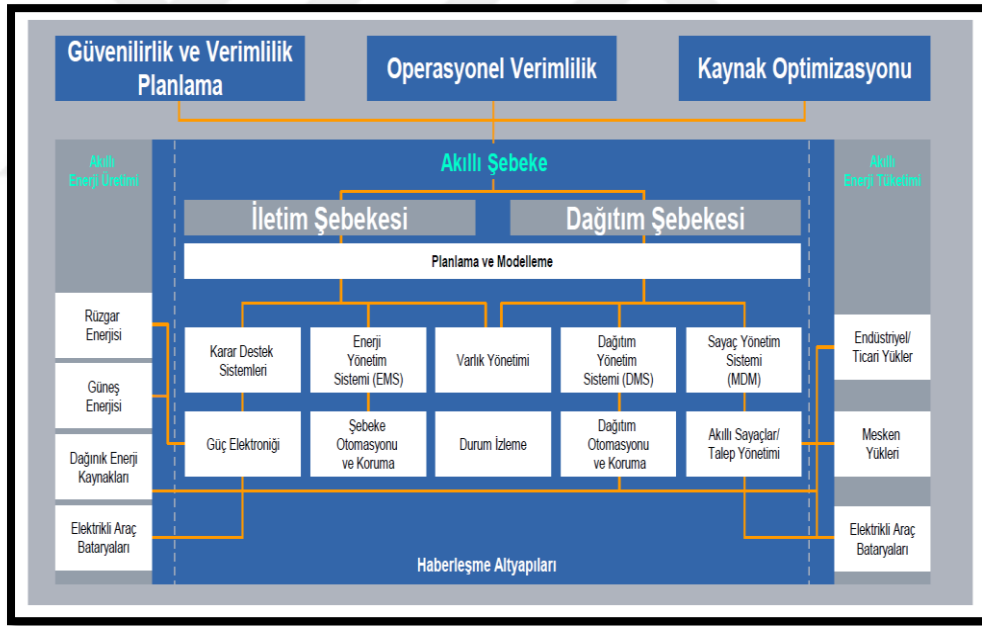 Güvenilirlik ve Verimlilik
Planlama
Operasyonel Verimlilik
Kaynak Optimizasyonu
Akıllı
Enerji Üretimi
Akıllı Şebeke
Akıllı
Enerji Tüketimi
İletim Şebekesi
Dağıtım Şebekesi
Planlama ve Modelleme
Rüzgar
Enerjisi
Güneş
Enerjisi
Dağınık Enerji
Kaynakları
Elektrikli Araç
Bataryaları
Karar Destek
Sistemleri
Enerji
Yönetim
Sistemi (EMS)
Varlık Yönetimi
Dağıtım
Yönetim
Sistemi (DMS)
Sayaç Yönetim
Sistemi
(MDM)
Güç Elektroniği
Şebeke
Otomasyonu
ve Koruma
Durum İzleme
Dağıtım
Otomasyonu
ve Koruma
Akıllı Sayaçlar/
Talep Yönetimi
Endüstriyel/
Ticari Yükler
Mesken
Yükleri
Elektrikli Araç
Bataryaları
Haberleşme Altyapıları